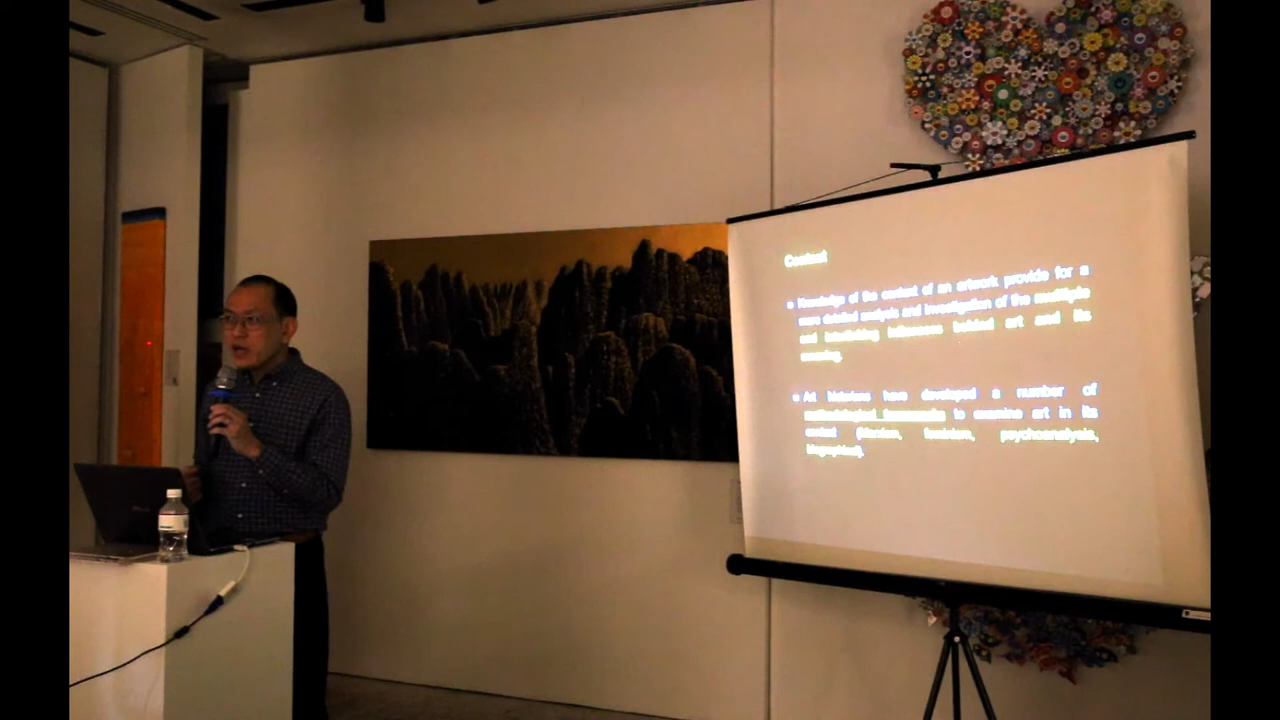 Context
Knowledge of the context of an artwork provide for a
more detailed analysis and investigation of the multiple
and interlinking influences behind art and its
meaning.
Art historians have developed a number of
methodological frameworks to examine art in its
context (Marxism, feminism, psychoanalysis,
biographical).